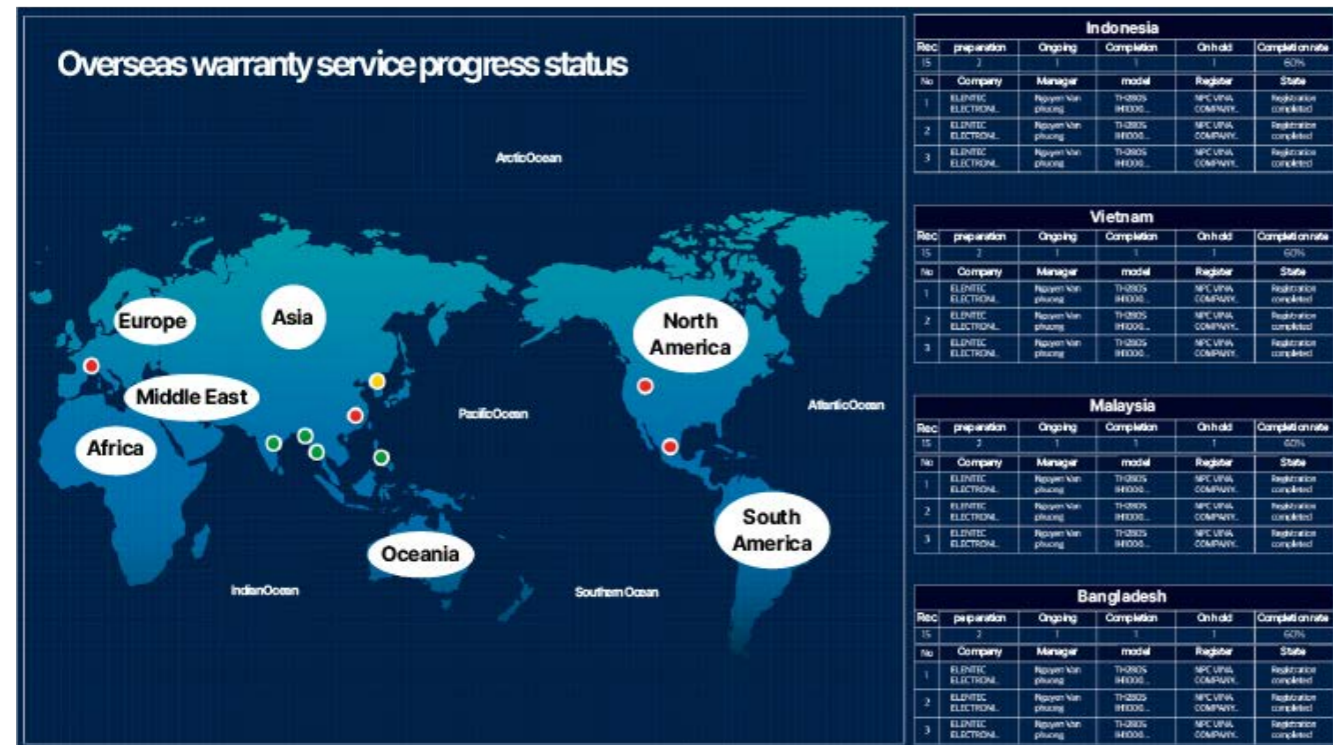 Overseas warranty service progress status
Arctic Ocean
Europe
Asia
North
America
Middle East
Africa
Pacific Ocean
Atlantic Ocean
South
America
Oceania
Indian Ocean
Southern Ocean
Indonesia
Rec preparation Ongoing Completion On hold Completion rate
15 2 1 1 1 60%
No Company Manager model Register State
1 ELENTEC ELECTRONI... Nguyen Van phuong TH280S IH1000... NPC VINA COMPANY... Registration completed
2 ELENTEC ELECTRONI... Nguyen Van phuong TH280S IH1000... NPC VINA COMPANY... Registration completed
3 ELENTEC ELECTRONI... Nguyen Van phuong TH280S IH1000... NPC VINA COMPANY... Registration completed
Vietnam
Rec preparation Ongoing Completion On hold Completion rate
15 2 1 1 1 60%
No Company Manager model Register State
1 ELENTEC ELECTRONI... Nguyen Van phuong TH280S IH1000... NPC VINA COMPANY... Registration completed
2 ELENTEC ELECTRONI... Nguyen Van phuong TH280S IH1000... NPC VINA COMPANY... Registration completed
3 ELENTEC ELECTRONI... Nguyen Van phuong TH280S IH1000... NPC VINA COMPANY... Registration completed
Malaysia
Rec preparation Ongoing Completion On hold Completion rate
15 2 1 1 1 60%
No Company Manager model Register State
1 ELENTEC ELECTRONI... Nguyen Van phuong TH280S IH1000... NPC VINA COMPANY... Registration completed
2 ELENTEC ELECTRONI... Nguyen Van phuong TH280S IH1000... NPC VINA COMPANY... Registration completed
3 ELENTEC ELECTRONI... Nguyen Van phuong TH280S IH1000... NPC VINA COMPANY... Registration completed
Bangladesh
Rec preparation Ongoing Completion On hold Completion rate
15 2 1 1 1 60%
No Company Manager model Register State
1 ELENTEC ELECTRONI... Nguyen Van phuong TH280S IH1000... NPC VINA COMPANY... Registration completed
2 ELENTEC ELECTRONI... Nguyen Van phuong TH280S IH1000... NPC VINA COMPANY... Registration completed
3 ELENTEC ELECTRONI... Nguyen Van phuong TH280S IH1000... NPC VINA COMPANY... Registration completed